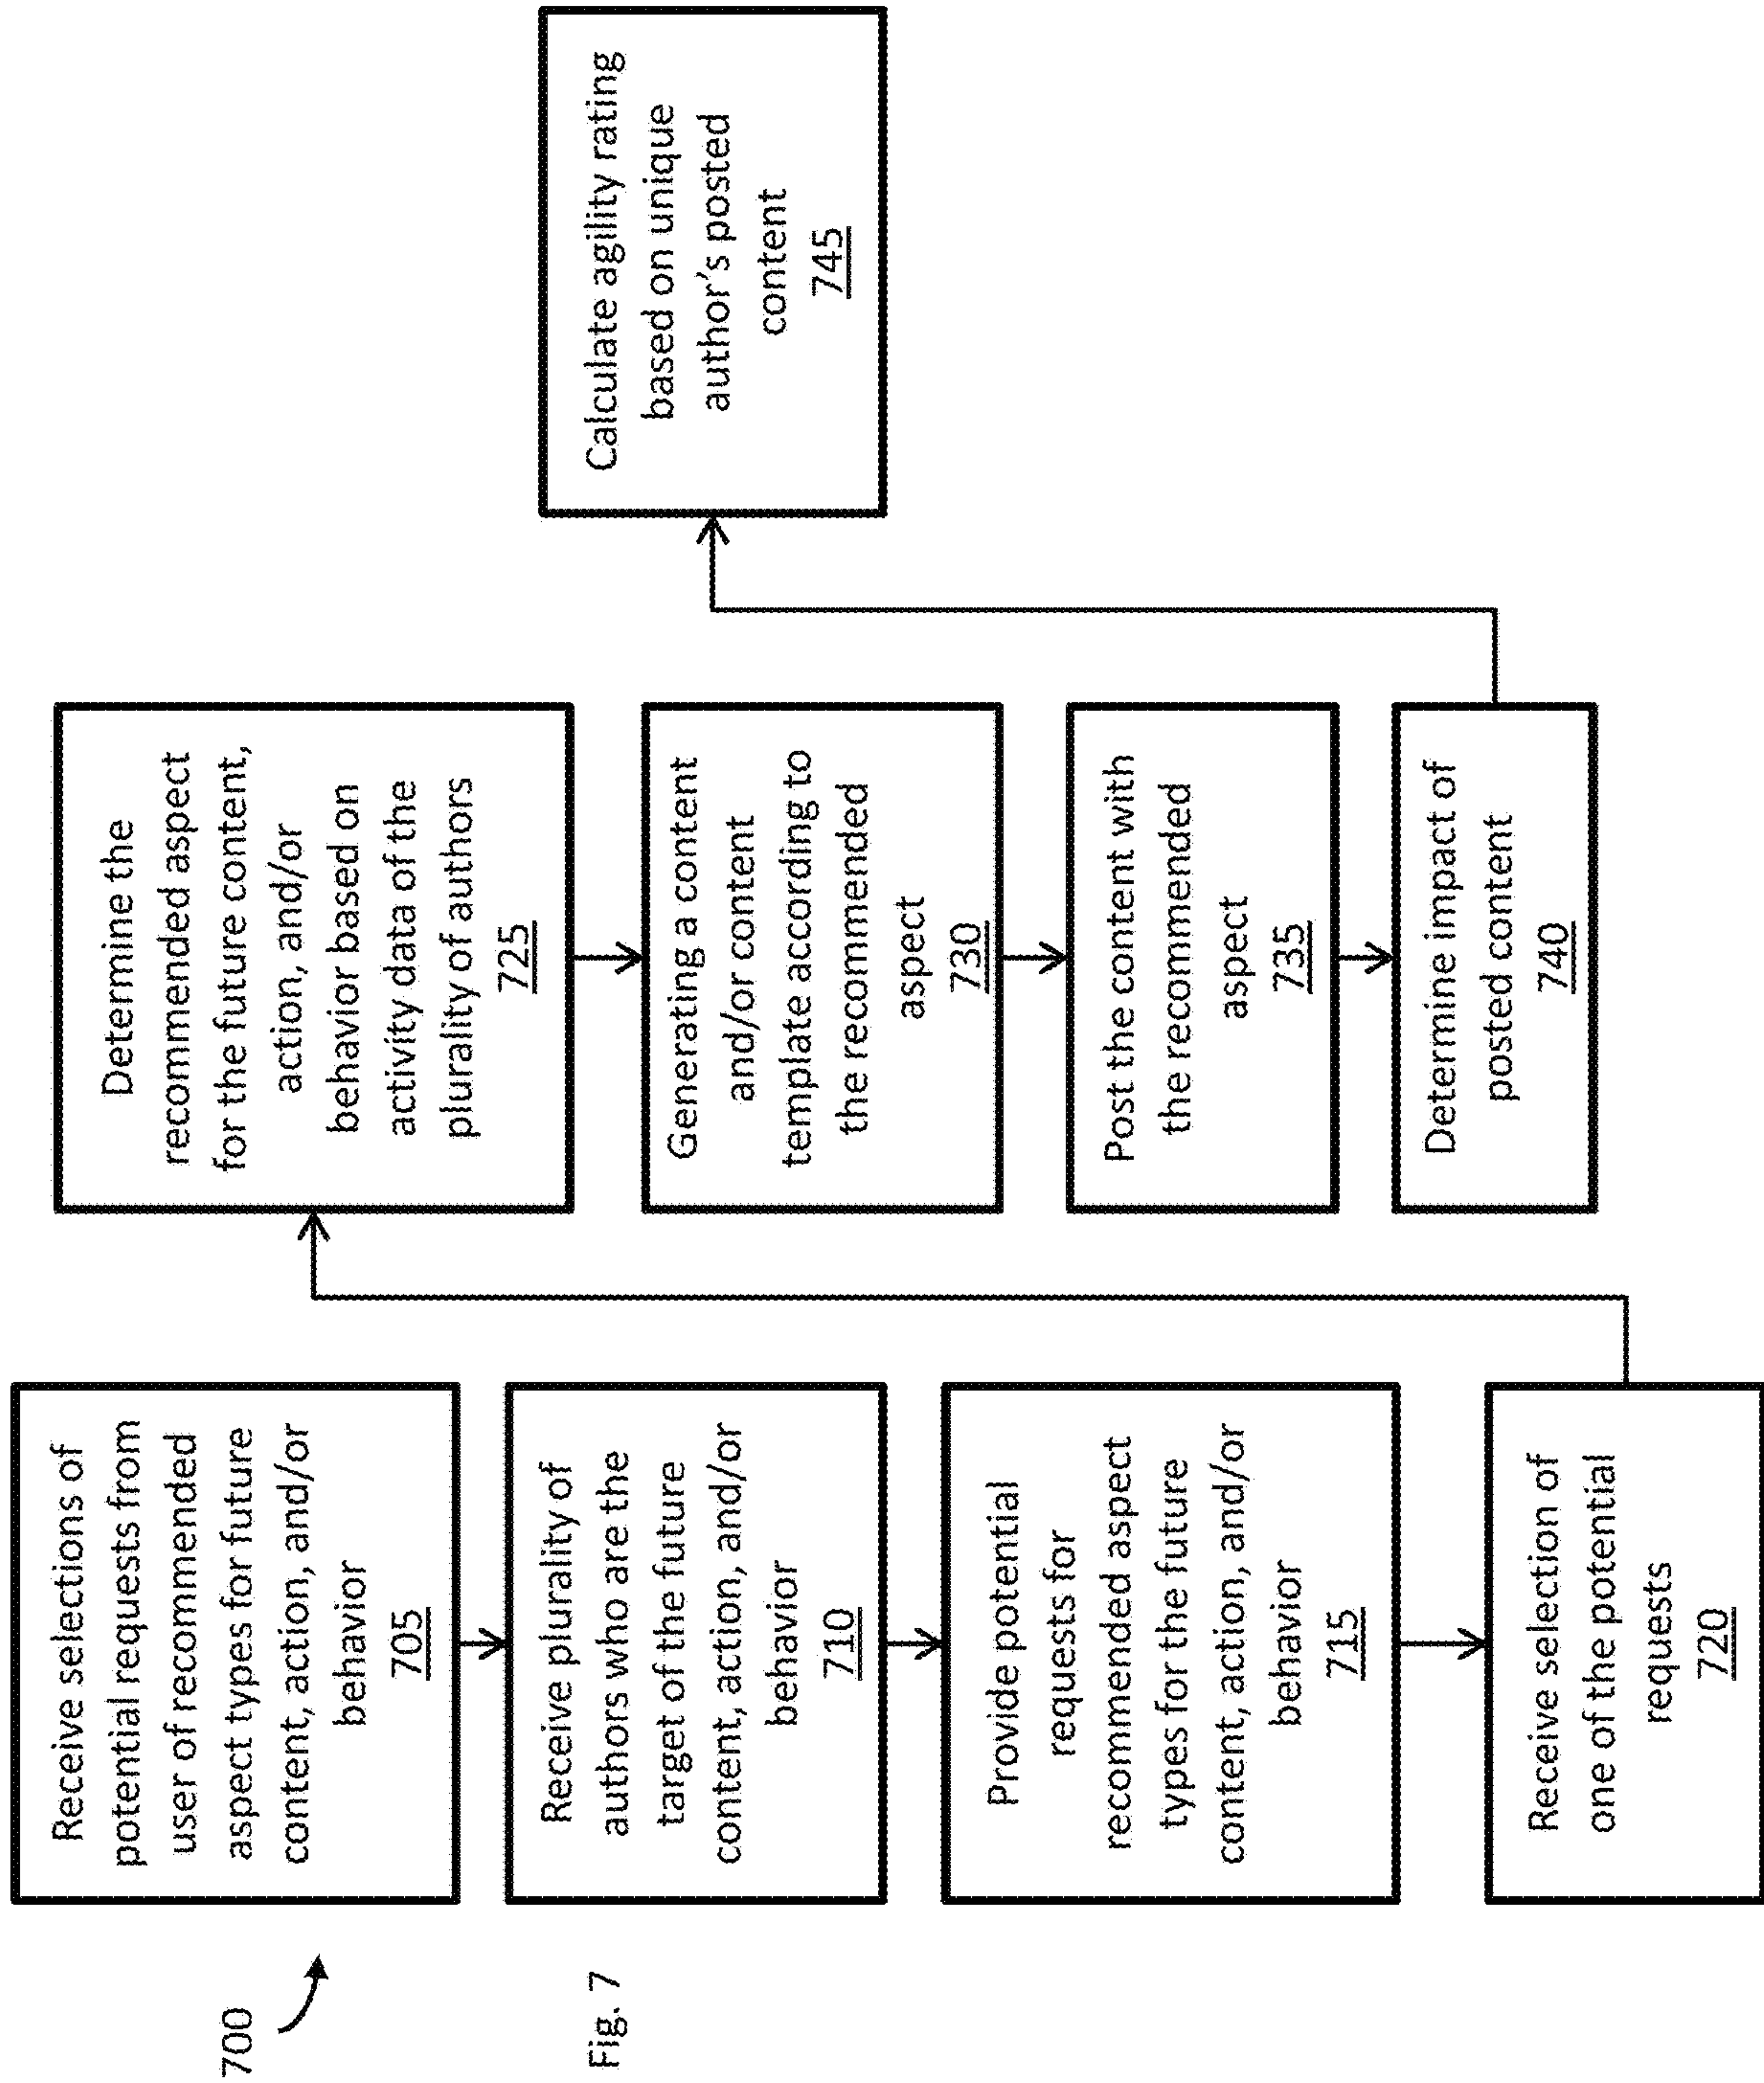 700
Fig. 7
Receive selections of
potential requests from
user of recommended
aspect types for future
content, action, and/or
behavior
705
Receive plurality of
authors who are the
target of the future
content, action, and/or
behavior
710
Provide potential
requests for
recommended aspect
types for the future
content, action, and/or
behavior
715
Receive selection of
one of the potential
requests
720
Determine the
recommended aspect
for the future content,
action, and/or
behavior based on
activity data of the
plurality of authors
725
Generating a content
and/or content
template according to
the recommended
aspect
730
Post the content with
the recommended
aspect
735
Determine impact of
posted content
740
Calculate agility rating
based on unique
author's posted
content
745